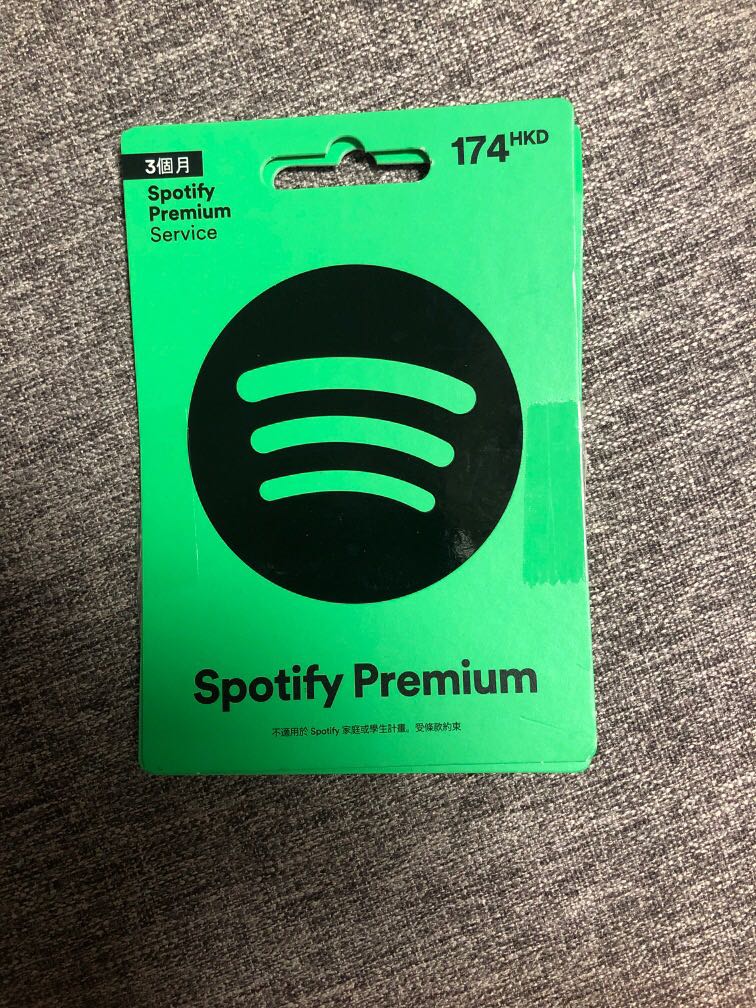 3個月
Spotify
Premium
Service
174HKD
Spotify Premium
不適用於 Spotify 家庭或學生計畫。受條款約束